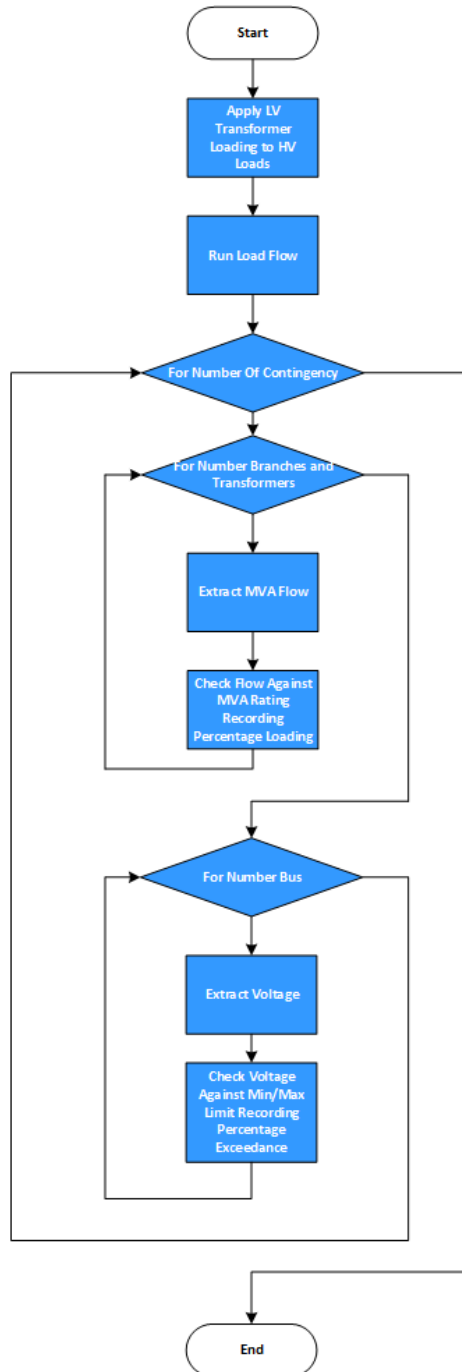 Start
Apply LV
Transformer
Loading to HV
Loads
Run Load Flow
For Number Of Contingency
For Number Branches and
Transformers
Extract MVA Flow
Check Flow Against
MVA Rating
Recording
Percentage Loading
For Number Bus
Extract Voltage
Check Voltage
Against Min/Max
Limit Recording
Percentage
Exceedance
End